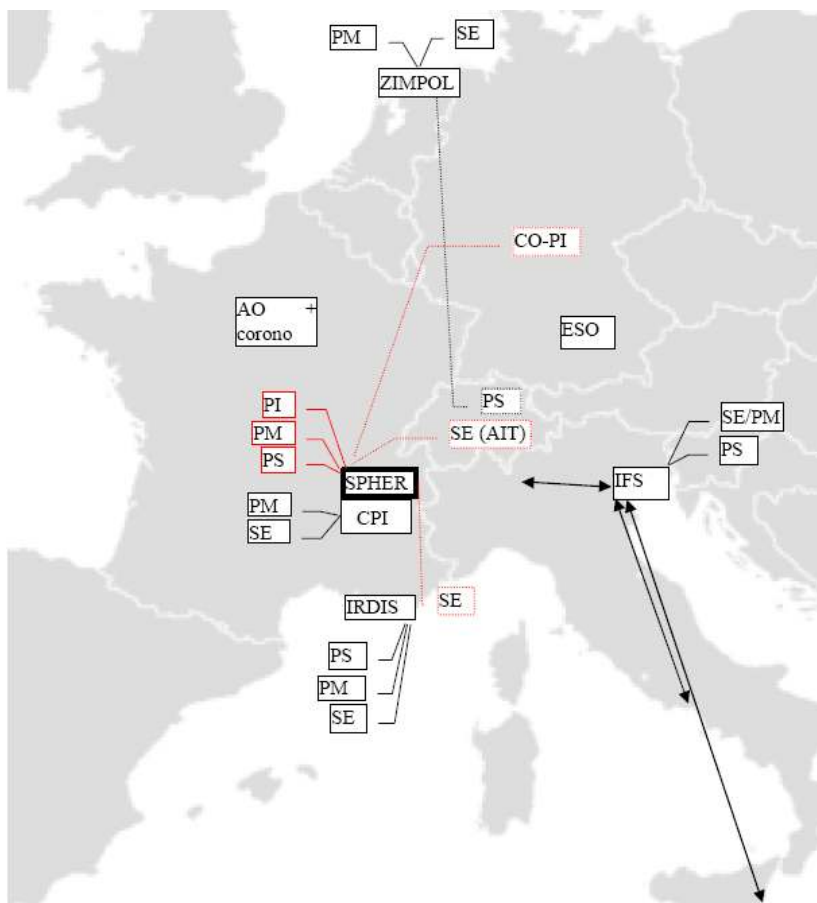 PM
SE
ZIMPOL
CO-PI
AO +
corono
ESO
PS
PI
PM
SE (AIT)
PS
SE/PM
PS
SPHER
IFS
PM
CPI
SE
IRDIS
SE
PS
PM
SE